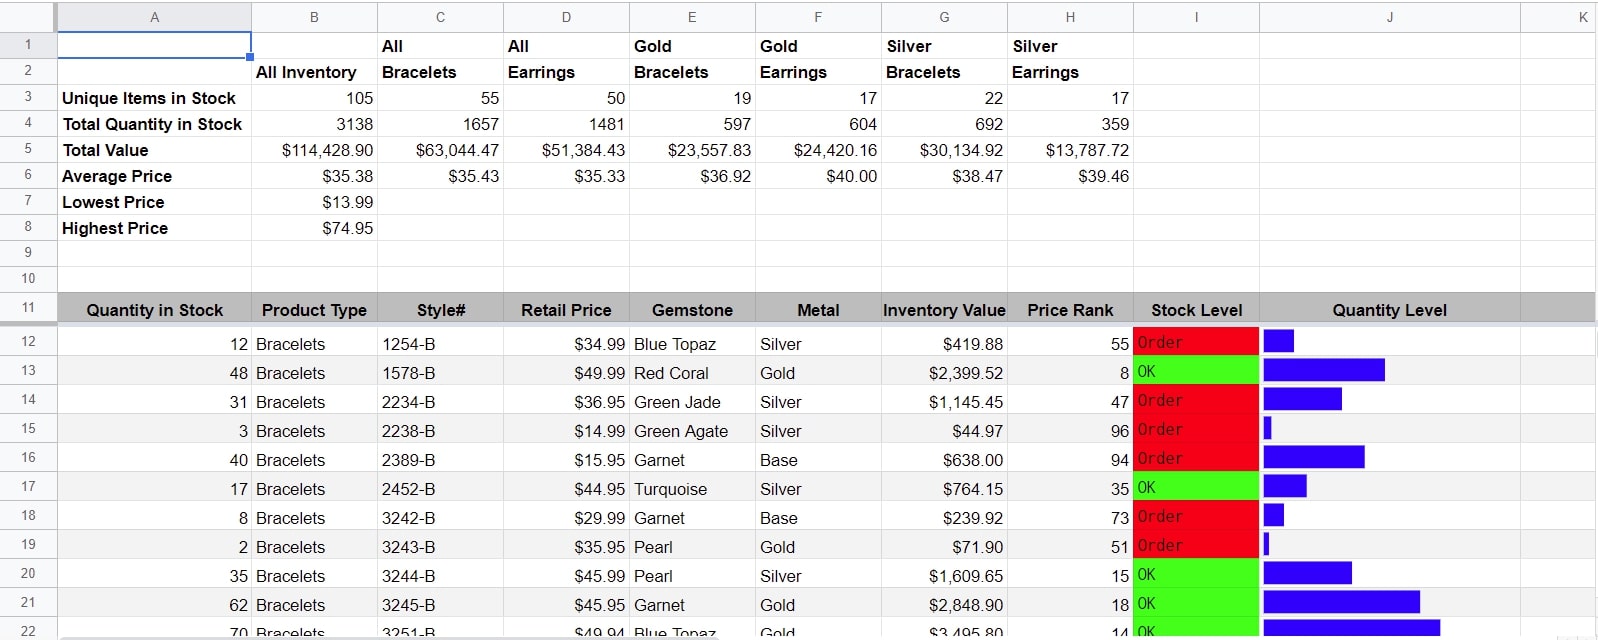 A B C D E F G H I J K
1 All All Gold Gold Silver Silver
2 All Inventory Bracelets Earrings Bracelets Earrings Bracelets Earrings
3 Unique Items in Stock 105 55 50 19 17 22 17
4 Total Quantity in Stock 3138 1657 1481 597 604 692 359
5 Total Value $114,428.90 $63,044.47 $51,384.43 $23,557.83 $24,420.16 $30,134.92 $13,787.72
6 Average Price $35.38 $35.43 $35.33 $36.92 $40.00 $38.47 $39.46
7 Lowest Price $13.99
8 Highest Price $74.95
9
10
11 Quantity in Stock Product Type Style# Retail Price Gemstone Metal Inventory Value Price Rank Stock Level Quantity Level
12 12 Bracelets 1254-B $34.99 Blue Topaz Silver $419.88 55 Order
13 48 Bracelets 1578-B $49.99 Red Coral Gold $2,399.52 8 OK
14 31 Bracelets 2234-B $36.95 Green Jade Silver $1,145.45 47 Order
15 3 Bracelets 2238-B $14.99 Green Agate Silver $44.97 96 Order
16 40 Bracelets 2389-B $15.95 Garnet Base $638.00 94 Order
17 17 Bracelets 2452-B $44.95 Turquoise Silver $764.15 35 OK
18 8 Bracelets 3242-B $29.99 Garnet Base $239.92 73 Order
19 2 Bracelets 3243-B $35.95 Pearl Gold $71.90 51 Order
20 35 Bracelets 3244-B $45.99 Pearl Silver $1,609.65 15 OK
21 62 Bracelets 3245-B $45.95 Garnet Gold $2,848.90 18 OK
22 70 Bracelets 3251-B $49.94 Blue Topaz Gold $3,495.80 14 OK